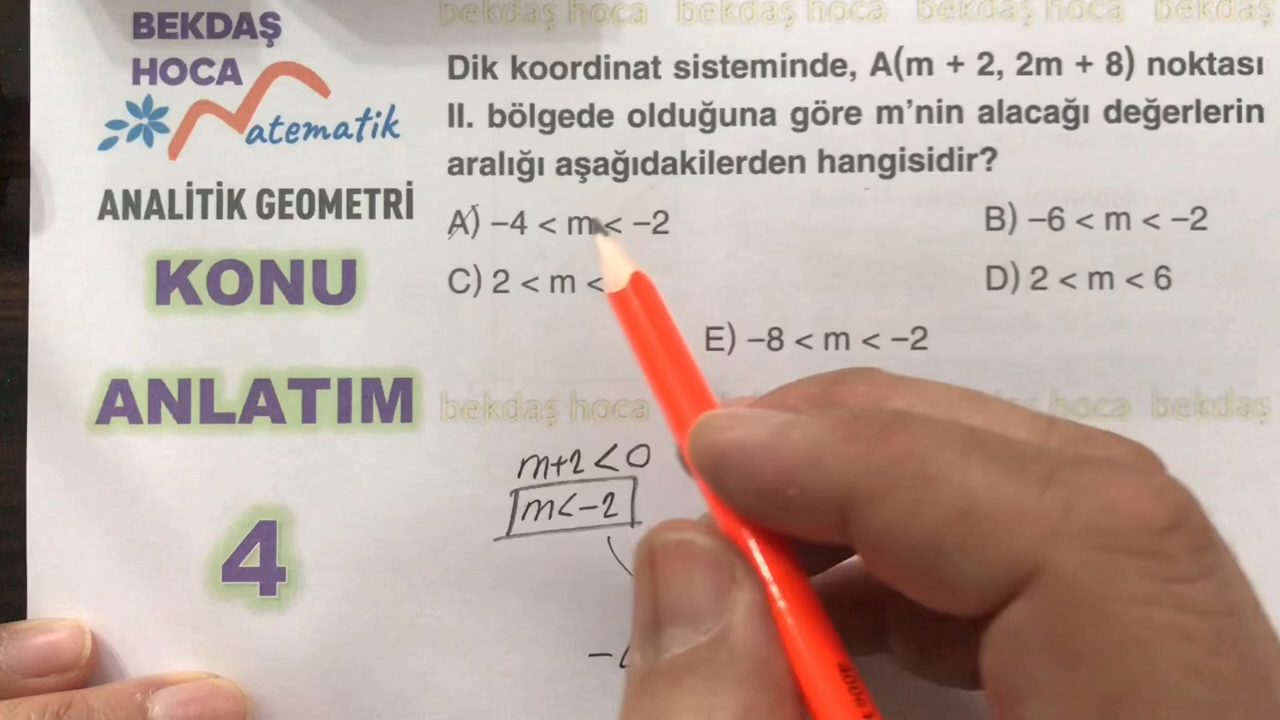 bekdaş hoca bekdaş hoca bekdaş hoca bekdaş
BEKDAŞ
HOCA
Matematik
ANALİTİK GEOMETRİ
KONU
ANLATIM
4
Dik koordinat sisteminde, A(m + 2, 2m + 8) noktası
II. bölgede olduğuna göre m’nin alacağı değerlerin
aralığı aşağıdakilerden hangisidir?
A) –4 < m < –2
B) –6 < m < –2
C) 2 < m <
D) 2 < m < 6
E) –8 < m < –2
bekdaş hoca hoca bekdaş
m+2<0
m<-2